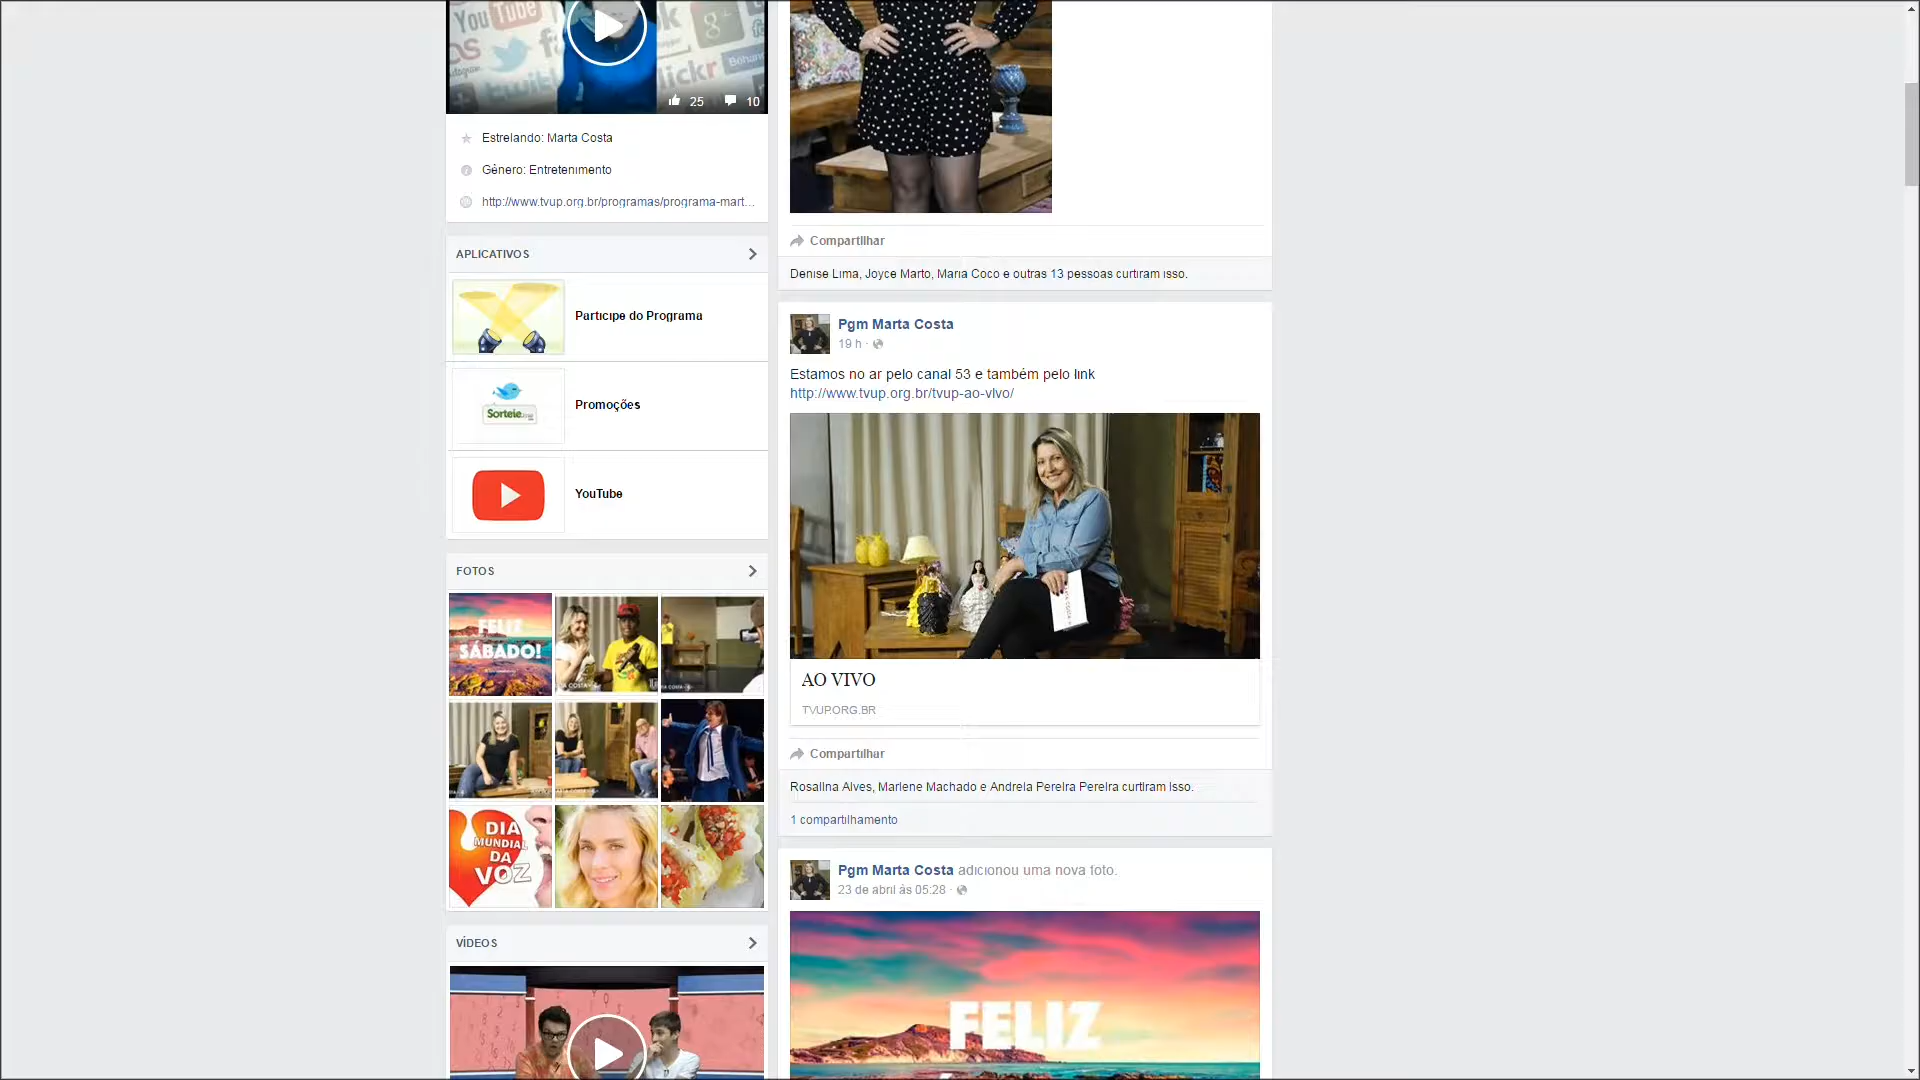 You Tube
flickr
25 10
Estrelando: Marta Costa
Gênero: Entretenimento
http://www.tvup.org.br/programas/programa-mart...
APLICATIVOS
Participe do Programa
Sorteie
Promoções
YouTube
FOTOS
FELIZ
SÁBADO!
DIA
MUNDIAL
DA
VOZ
VÍDEOS
Compartilhar
Denise Lima, Joyce Marto, Maria Coco e outras 13 pessoas curtiram isso.
Pgm Marta Costa
19 h ·
Estamos no ar pelo canal 53 e também pelo link
http://www.tvup.org.br/tvup-ao-vivo/
AO VIVO
TVUP.ORG.BR
Compartilhar
Rosalina Alves, Marlene Machado e Andreia Pereira Pereira curtiram isso.
1 compartilhamento
Pgm Marta Costa adicionou uma nova foto.
23 de abril às 05:28 ·
FELIZ